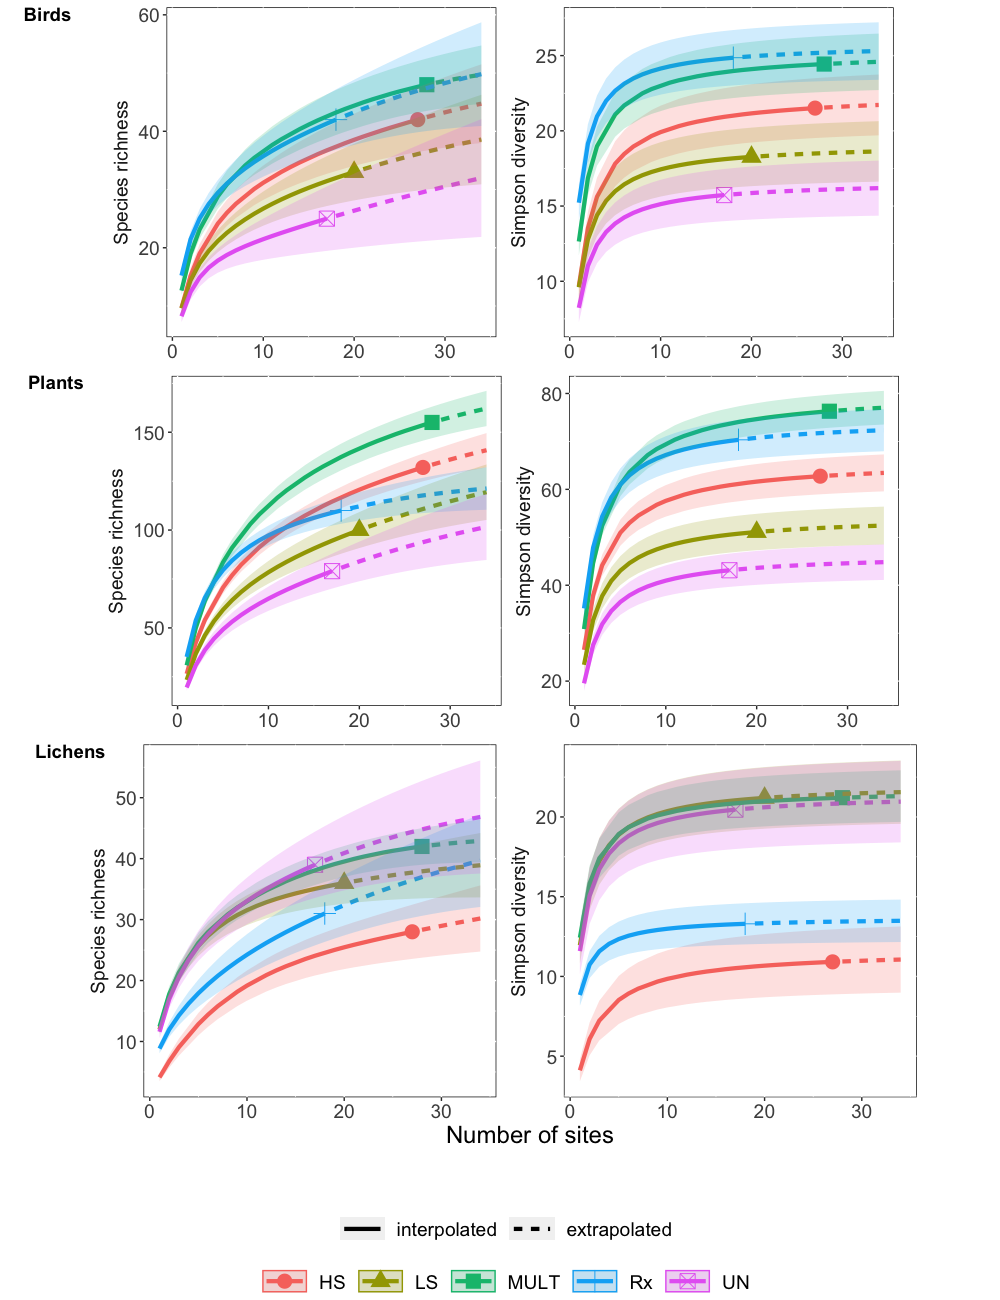 Birds
60
40
20
Species richness
0 10 20 30
25
20
15
10
Simpson diversity
0 10 20 30
Plants
150
100
50
Species richness
0 10 20 30
80
60
40
20
Simpson diversity
0 10 20 30
Lichens
50
40
30
20
10
Species richness
0 10 20 30
20
15
10
5
Simpson diversity
0 10 20 30
Number of sites
interpolated extrapolated
HS LS MULT Rx UN